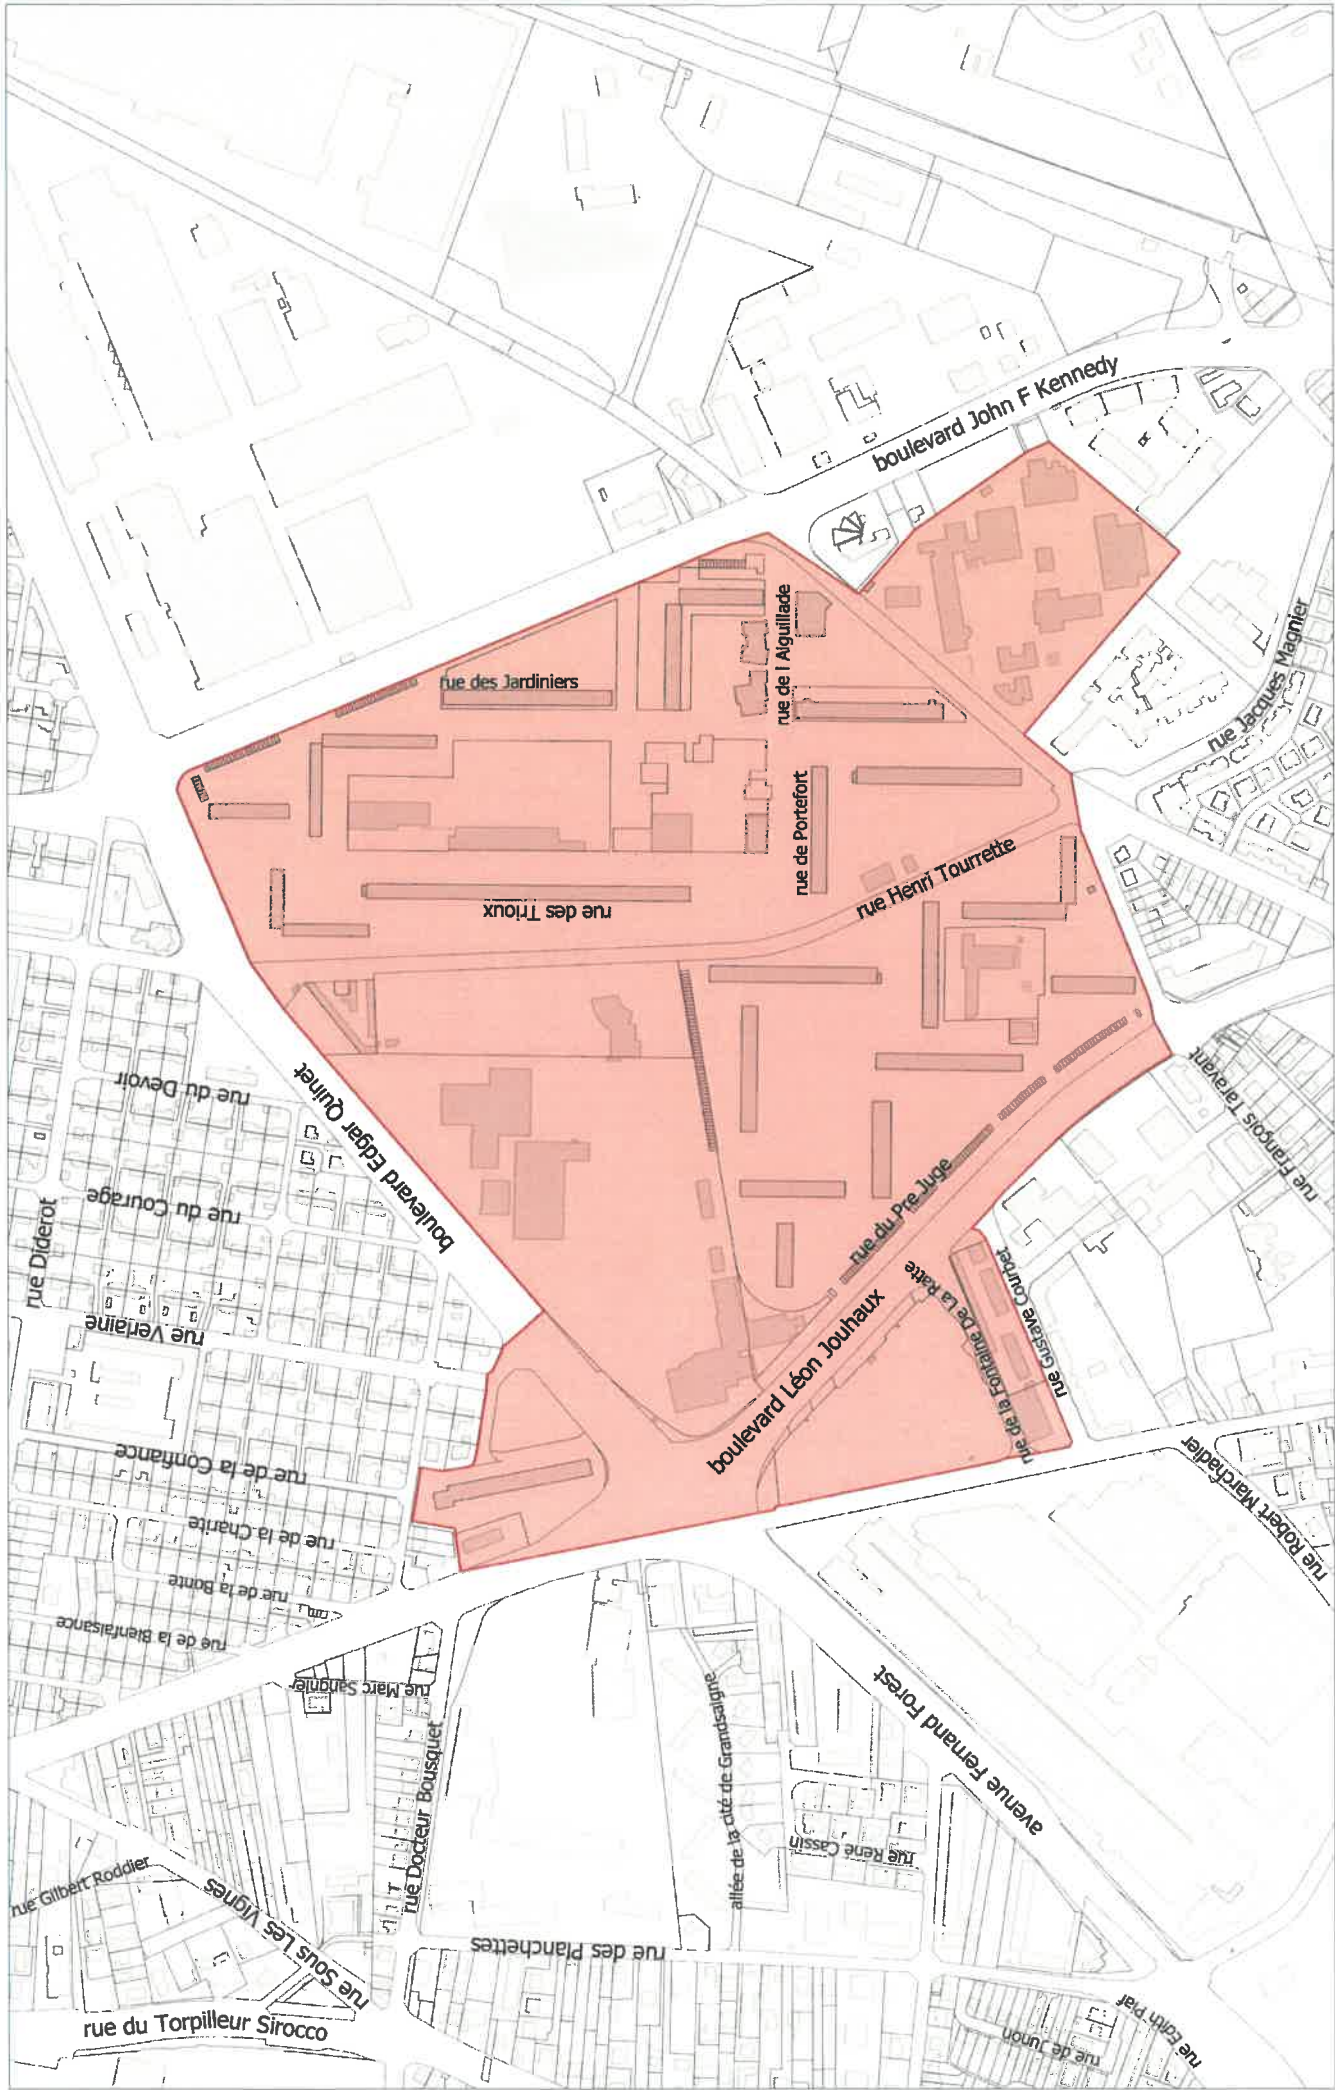 boulevard John F Kennedy
rue des Jardiniers
rue de l Aiguillade
rue Jacques Magnier
rue de Portefort
rue Henri Tourrette
rue des Trioux
rue du Devoir
boulevard Edgar Quinet
rue François Taravant
rue du Courage
rue Diderot
rue du Pre Juge
rue de la Fontaine De La Ratte
rue Gustave Courbet
rue Verlaine
boulevard Léon Jouhaux
rue de la Confiance
rue de la Charite
rue Robert Marchadier
rue de la Bonte
rue de la Bienfaisance
rue Marc Sangnier
avenue Fernand Forest
allée de la cité de Grandsaigne
rue Docteur Bousquet
rue René Cassin
rue Gilbert Roddier
rue Sous Les Vignes
rue des Planchettes
rue du Torpilleur Sirocco
rue Edith Piaf
rue de Junon